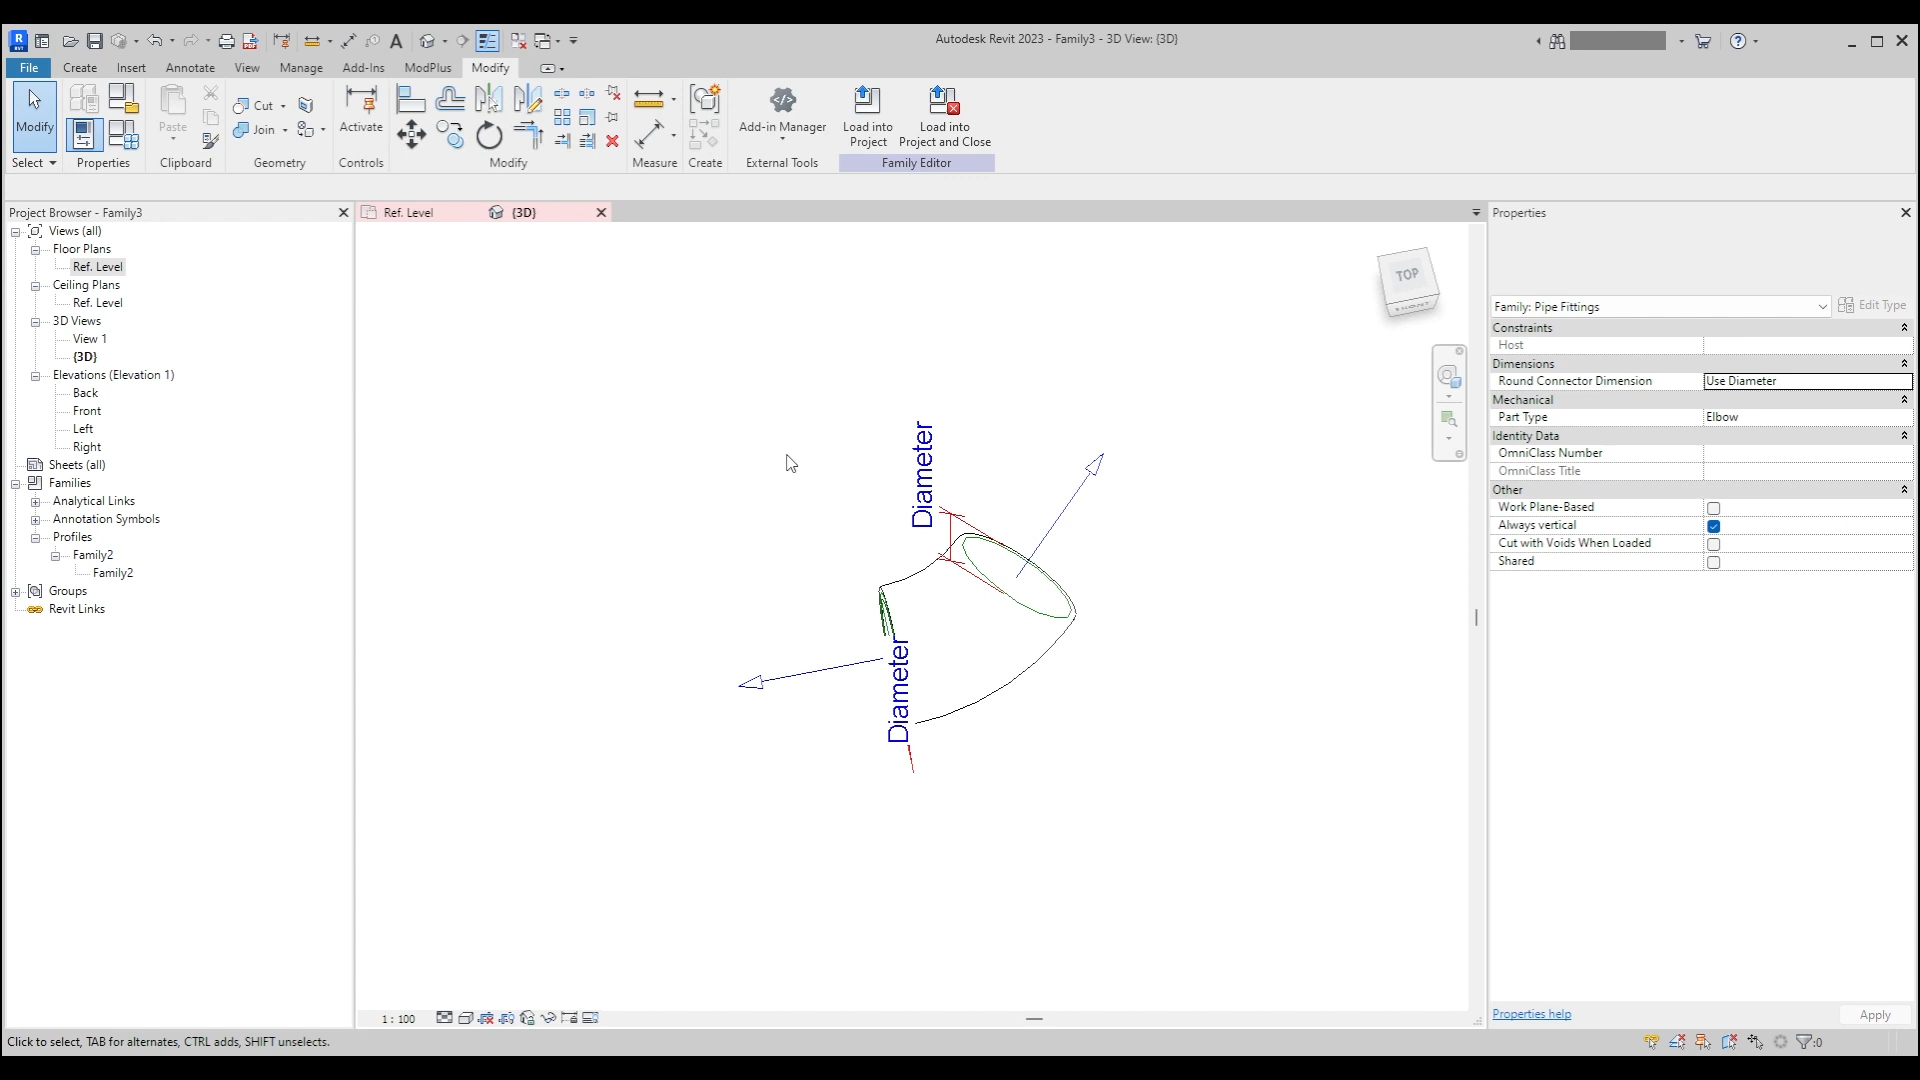 Autodesk Revit 2023 - Family3 - 3D View: {3D}
File Create Insert Annotate View Manage Add-Ins ModPlus Modify
Modify
Paste
Cut
Join
Activate
Add-in Manager
Load into
Project
Load into
Project and Close
Select Properties Clipboard Geometry Controls Modify Measure Create External Tools Family Editor
Project Browser - Family3
Views (all)
Floor Plans
Ref. Level
Ceiling Plans
Ref. Level
3D Views
View 1
{3D}
Elevations (Elevation 1)
Back
Front
Left
Right
Sheets (all)
Families
Analytical Links
Annotation Symbols
Profiles
Family2
Family2
Groups
Revit Links
Ref. Level
{3D}
TOP
FRONT
Diameter
Diameter
1 : 100
Properties
Family: Pipe Fittings
Edit Type
Constraints
Host
Dimensions
Round Connector Dimension Use Diameter
Mechanical
Part Type Elbow
Identity Data
OmniClass Number
OmniClass Title
Other
Work Plane-Based
Always vertical
Cut with Voids When Loaded
Shared
Properties help
Apply
Click to select, TAB for alternates, CTRL adds, SHIFT unselects.
:0